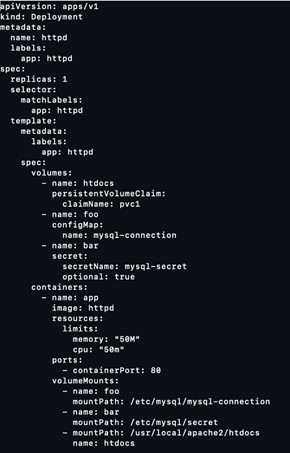 apiVersion: apps/v1
kind: Deployment
metadata:
  name: httpd
  labels:
    app: httpd
spec:
  replicas: 1
  selector:
    matchLabels:
      app: httpd
  template:
    metadata:
      labels:
        app: httpd
    spec:
      volumes:
        - name: htdocs
          persistentVolumeClaim:
            claimName: pvc1
        - name: foo
          configMap:
            name: mysql-connection
        - name: bar
          secret:
            secretName: mysql-secret
            optional: true
      containers:
        - name: app
          image: httpd
          resources:
            limits:
              memory: "50M"
              cpu: "50m"
          ports:
            - containerPort: 80
          volumeMounts:
            - name: foo
              mountPath: /etc/mysql/mysql-connection
            - name: bar
              mountPath: /etc/mysql/secret
            - mountPath: /usr/local/apache2/htdocs
              name: htdocs